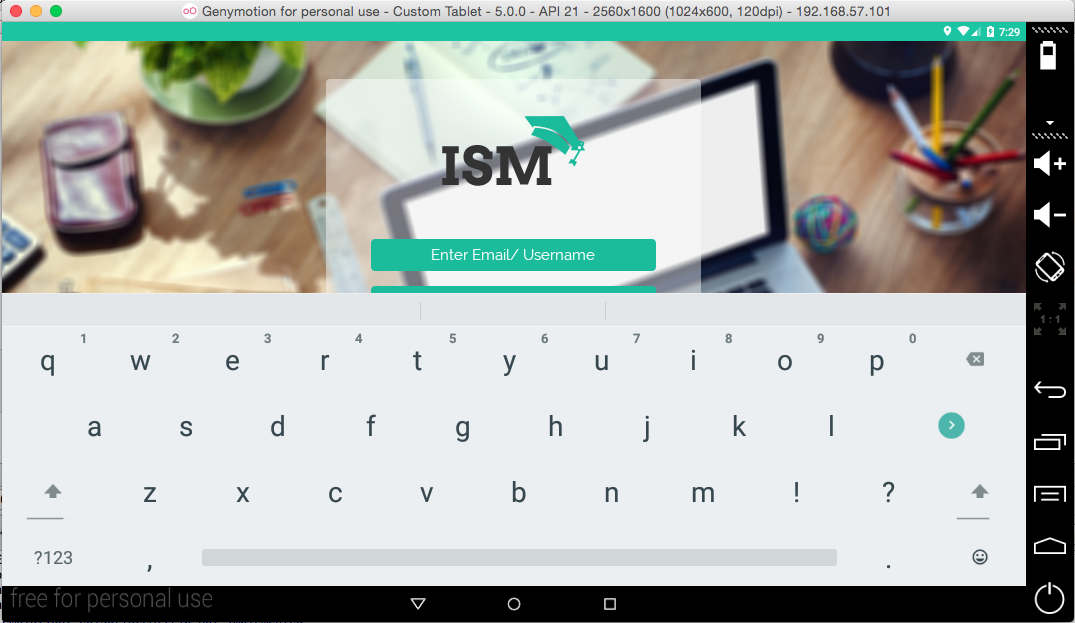 Genymotion for personal use - Custom Tablet - 5.0.0 - API 21 - 2560x1600 (1024x600, 120dpi) - 192.168.57.101
7:29
ISM
Enter Email/ Username
1 2 3 4 5 6 7 8 9 0
q w e r t y u i o p
a s d f g h j k l
z x c v b n m ! ?
?123 , .
free for personal use
1:1